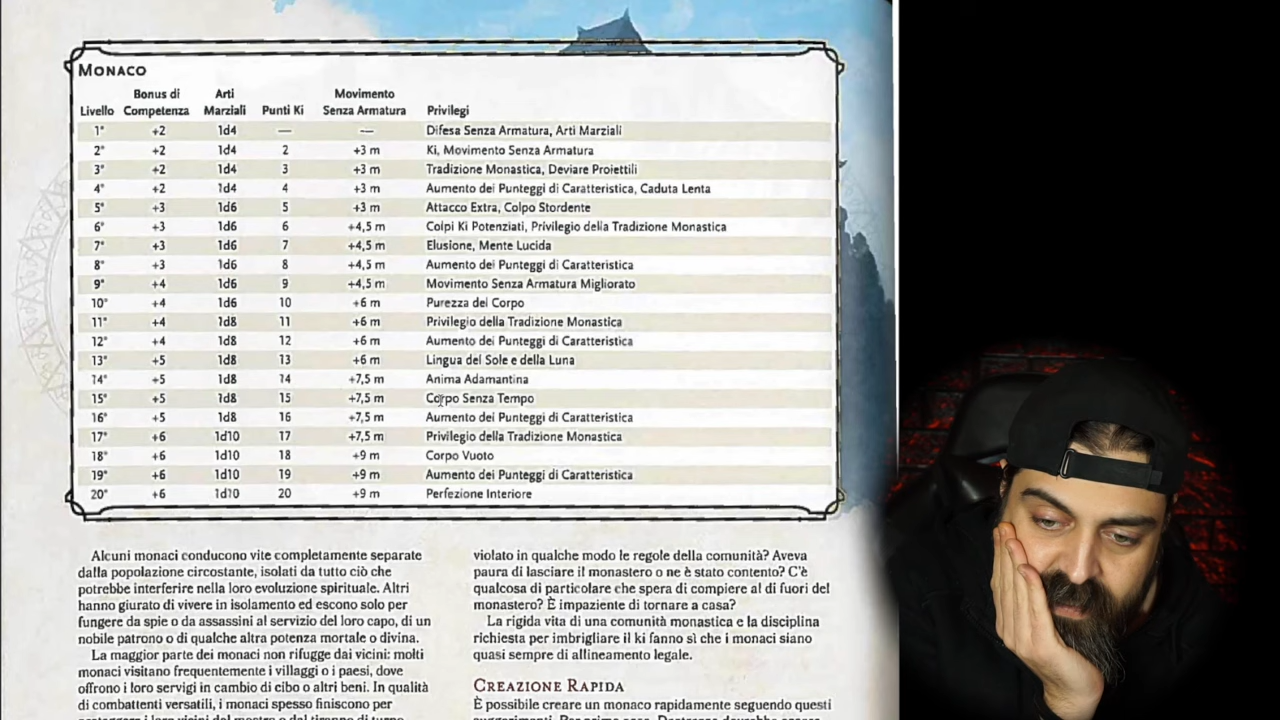 MONACO
Bonus di Arti Movimento
Livello Competenza Marziali Punti Ki Senza Armatura Privilegi
1° +2 1d4 — — Difesa Senza Armatura, Arti Marziali
2° +2 1d4 2 +3 m Ki, Movimento Senza Armatura
3° +2 1d4 3 +3 m Tradizione Monastica, Deviare Proiettili
4° +2 1d4 4 +3 m Aumento dei Punteggi di Caratteristica, Caduta Lenta
5° +3 1d6 5 +3 m Attacco Extra, Colpo Stordente
6° +3 1d6 6 +4,5 m Colpi Ki Potenziati, Privilegio della Tradizione Monastica
7° +3 1d6 7 +4,5 m Elusione, Mente Lucida
8° +3 1d6 8 +4,5 m Aumento dei Punteggi di Caratteristica
9° +4 1d6 9 +4,5 m Movimento Senza Armatura Migliorato
10° +4 1d6 10 +6 m Purezza del Corpo
11° +4 1d8 11 +6 m Privilegio della Tradizione Monastica
12° +4 1d8 12 +6 m Aumento dei Punteggi di Caratteristica
13° +5 1d8 13 +6 m Lingua del Sole e della Luna
14° +5 1d8 14 +7,5 m Anima Adamantina
15° +5 1d8 15 +7,5 m Corpo Senza Tempo
16° +5 1d8 16 +7,5 m Aumento dei Punteggi di Caratteristica
17° +6 1d10 17 +7,5 m Privilegio della Tradizione Monastica
18° +6 1d10 18 +9 m Corpo Vuoto
19° +6 1d10 19 +9 m Aumento dei Punteggi di Caratteristica
20° +6 1d10 20 +9 m Perfezione Interiore
Alcuni monaci conducono vite completamente separate
dalla popolazione circostante, isolati da tutto ciò che
potrebbe interferire nella loro evoluzione spirituale. Altri
hanno giurato di vivere in isolamento ed escono solo per
fungere da spie o da assassini al servizio del loro capo, di un
nobile patrono o di qualche altra potenza mortale o divina.
La maggior parte dei monaci non rifugge dai vicini: molti
monaci visitano frequentemente i villaggi o i paesi, dove
offrono i loro servigi in cambio di cibo o altri beni. In qualità
di combattenti versatili, i monaci spesso finiscono per
violato in qualche modo le regole della comunità? Aveva
paura di lasciare il monastero o ne è stato contento? C'è
qualcosa di particolare che spera di compiere al di fuori del
monastero? È impaziente di tornare a casa?
La rigida vita di una comunità monastica e la disciplina
richiesta per imbrigliare il ki fanno sì che i monaci siano
quasi sempre di allineamento legale.
CREAZIONE RAPIDA
È possibile creare un monaco rapidamente seguendo questi